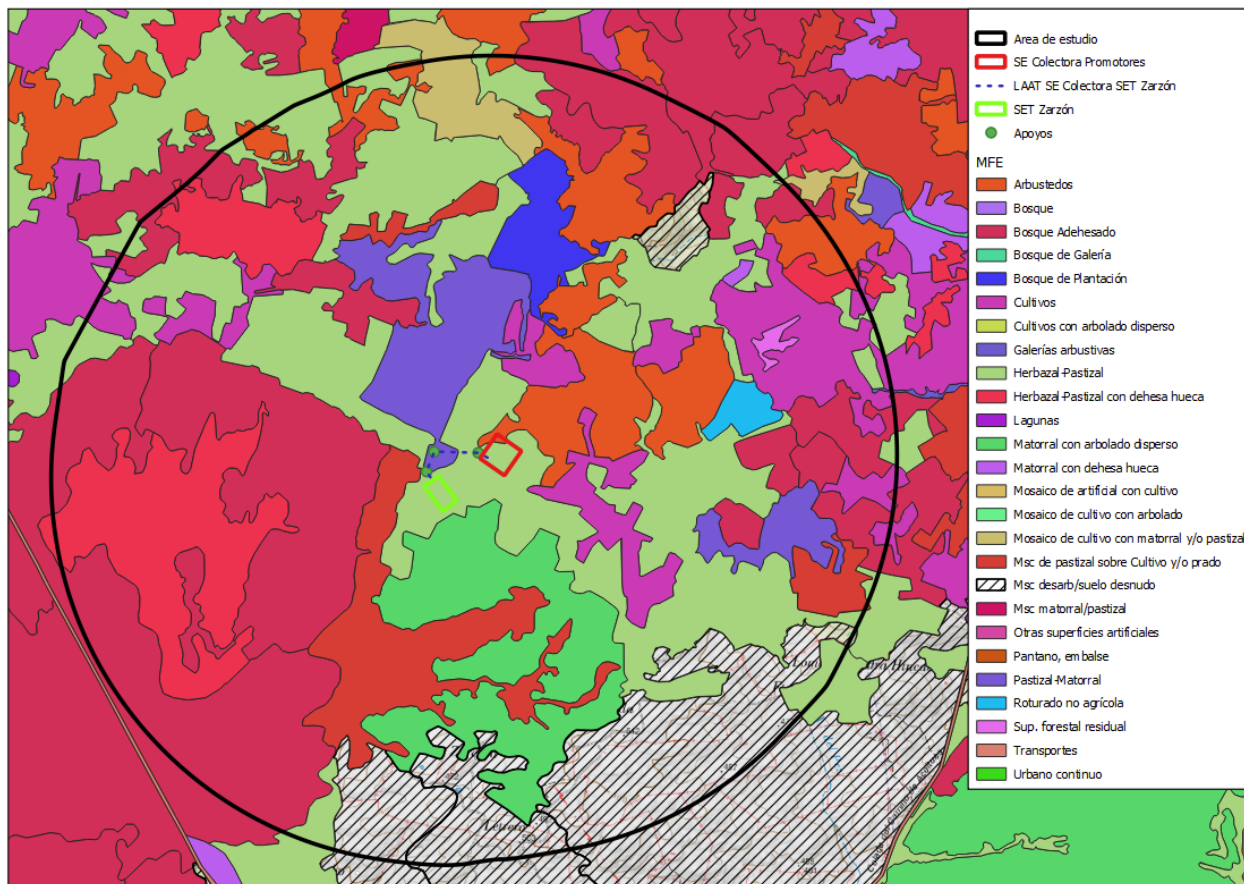 Area de estudio
SE Colectora Promotores
LAAT SE Colectora SET Zarzón
SET Zarzón
Apoyos
MFE
Arbustedos
Bosque
Bosque Adehesado
Bosque de Galería
Bosque de Plantación
Cultivos
Cultivos con arbolado disperso
Galerías arbustivas
Herbazal-Pastizal
Herbazal-Pastizal con dehesa hueca
Lagunas
Matorral con arbolado disperso
Matorral con dehesa hueca
Mosaico de artificial con cultivo
Mosaico de cultivo con arbolado
Mosaico de cultivo con matorral y/o pastizal
Msc de pastizal sobre Cultivo y/o prado
Msc desarb/suelo desnudo
Msc matorral/pastizal
Otras superficies artificiales
Pantano, embalse
Pastizal-Matorral
Roturado no agrícola
Sup. forestal residual
Transportes
Urbano continuo